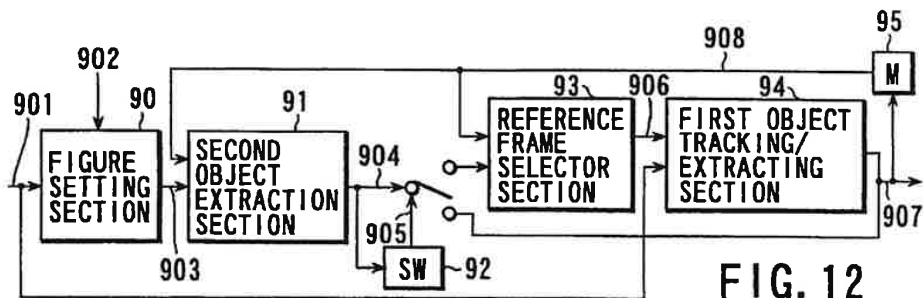 901
902
90
FIGURE
SETTING
SECTION
903
91
SECOND
OBJECT
EXTRACTION
SECTION
904
905
SW
92
93
REFERENCE
FRAME
SELECTOR
SECTION
906
908
94
FIRST OBJECT
TRACKING/
EXTRACTING
SECTION
95
M
907
FIG. 12